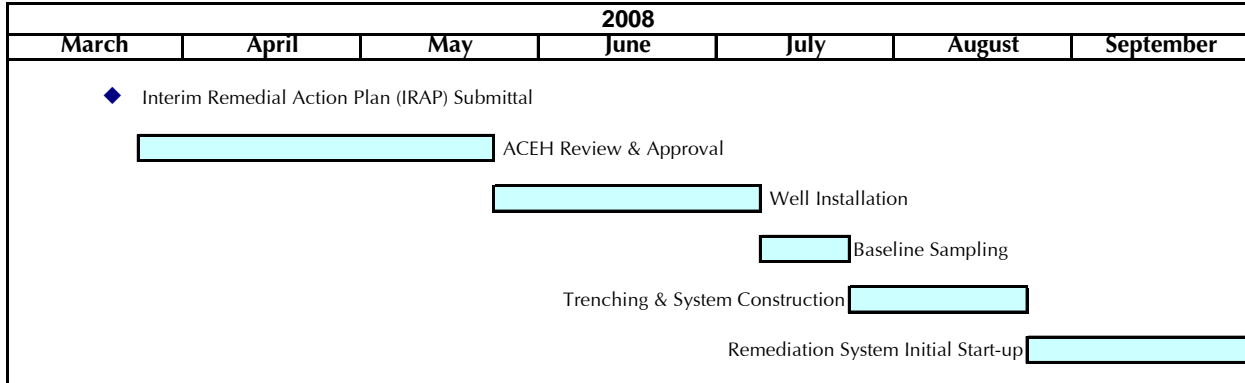 2008
March April May June July August September
Interim Remedial Action Plan (IRAP) Submittal
ACEH Review & Approval
Well Installation
Baseline Sampling
Trenching & System Construction
Remediation System Initial Start-up